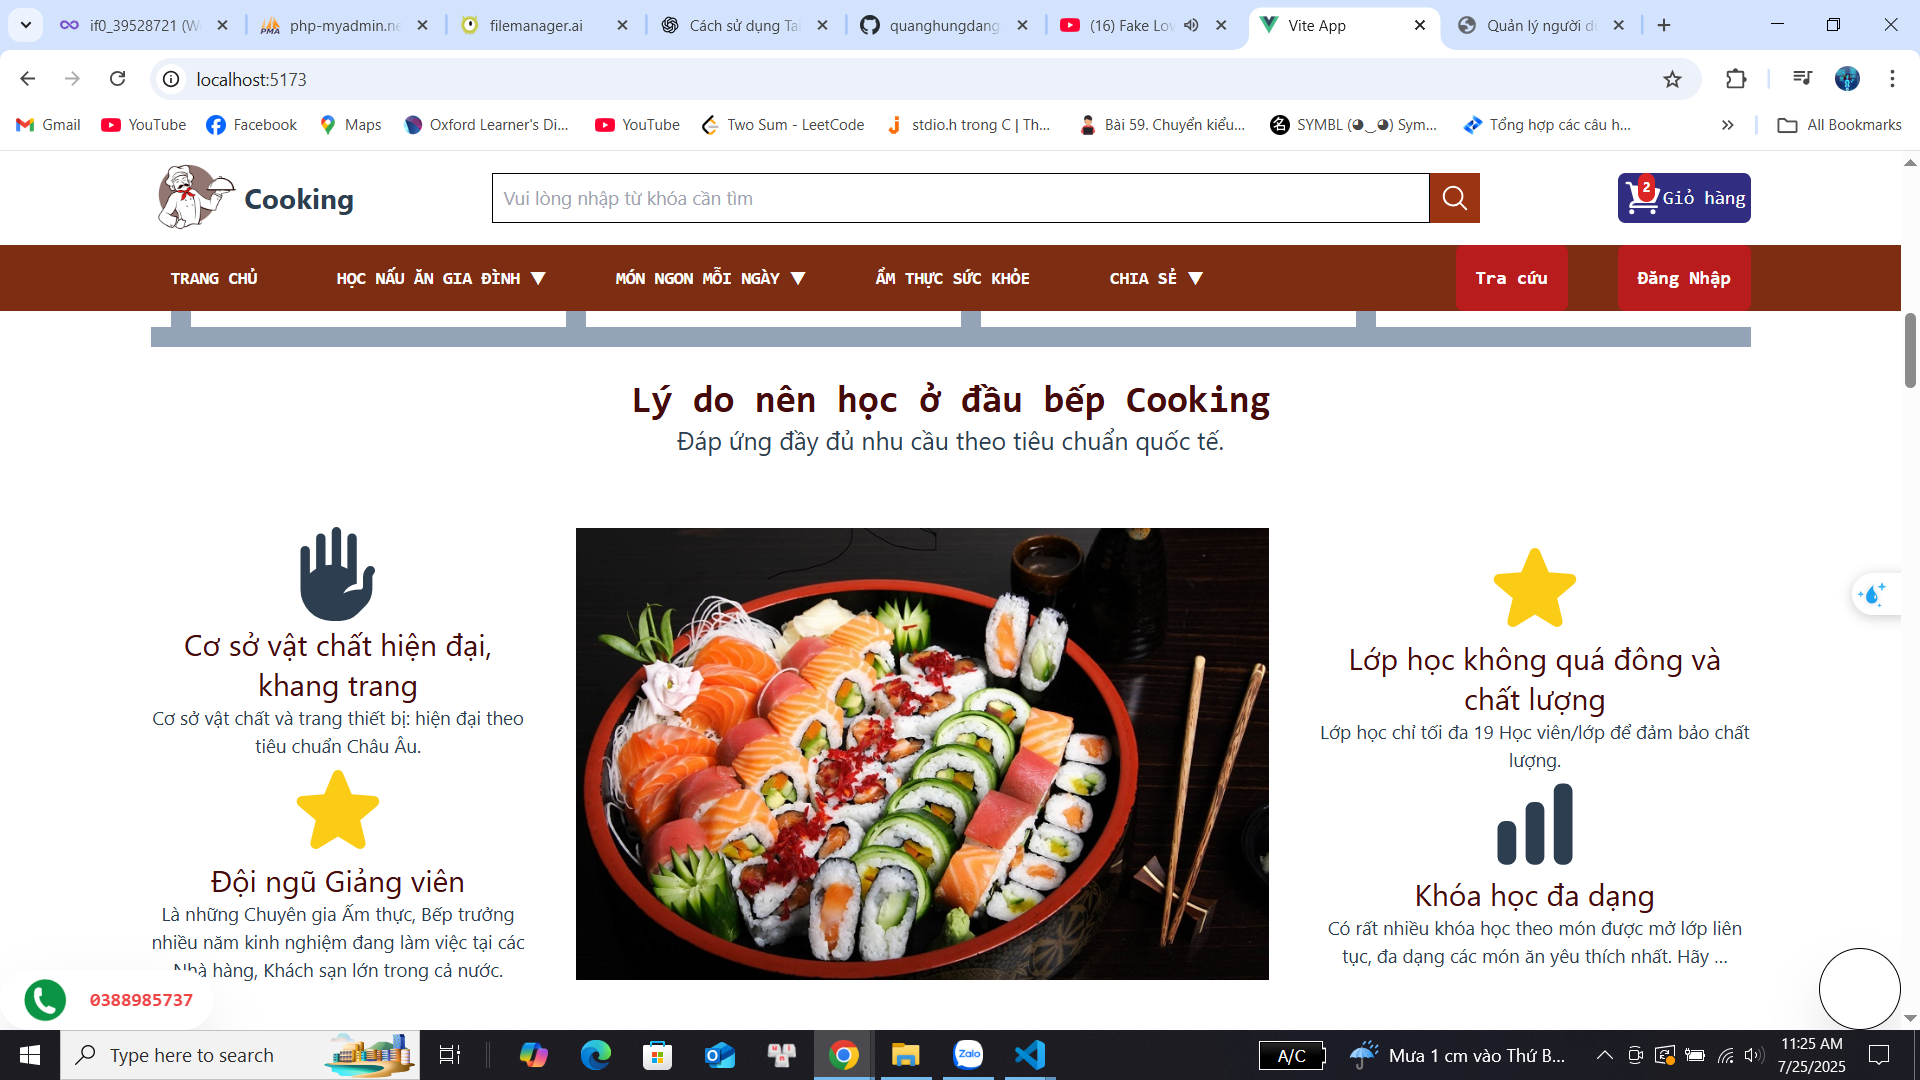 if0_39528721 (W
php-myadmin.ne
filemanager.ai
Cách sử dụng Tai
quanghungdang
(16) Fake Lov
Vite App
Quản lý người d
localhost:5173
Gmail
YouTube
Facebook
Maps
Oxford Learner's Di...
YouTube
Two Sum - LeetCode
stdio.h trong C | Th...
Bài 59. Chuyển kiểu...
SYMBL (◕‿◕) Sym...
Tổng hợp các câu h...
All Bookmarks
Cooking
Vui lòng nhập từ khóa cần tìm
2
Giỏ hàng
TRANG CHỦ
HỌC NẤU ĂN GIA ĐÌNH ▼
MÓN NGON MỖI NGÀY ▼
ẨM THỰC SỨC KHỎE
CHIA SẺ ▼
Tra cứu
Đăng Nhập
Lý do nên học ở đầu bếp Cooking
Đáp ứng đầy đủ nhu cầu theo tiêu chuẩn quốc tế.
Cơ sở vật chất hiện đại,
khang trang
Cơ sở vật chất và trang thiết bị: hiện đại theo
tiêu chuẩn Châu Âu.
Đội ngũ Giảng viên
Là những Chuyên gia Ẩm thực, Bếp trưởng
nhiều năm kinh nghiệm đang làm việc tại các
Nhà hàng, Khách sạn lớn trong cả nước.
Lớp học không quá đông và
chất lượng
Lớp học chỉ tối đa 19 Học viên/lớp để đảm bảo chất
lượng.
Khóa học đa dạng
Có rất nhiều khóa học theo món được mở lớp liên
tục, đa dạng các món ăn yêu thích nhất. Hãy ...
0388985737
Type here to search
Zalo
A/C
Mưa 1 cm vào Thứ B...
11:25 AM
7/25/2025